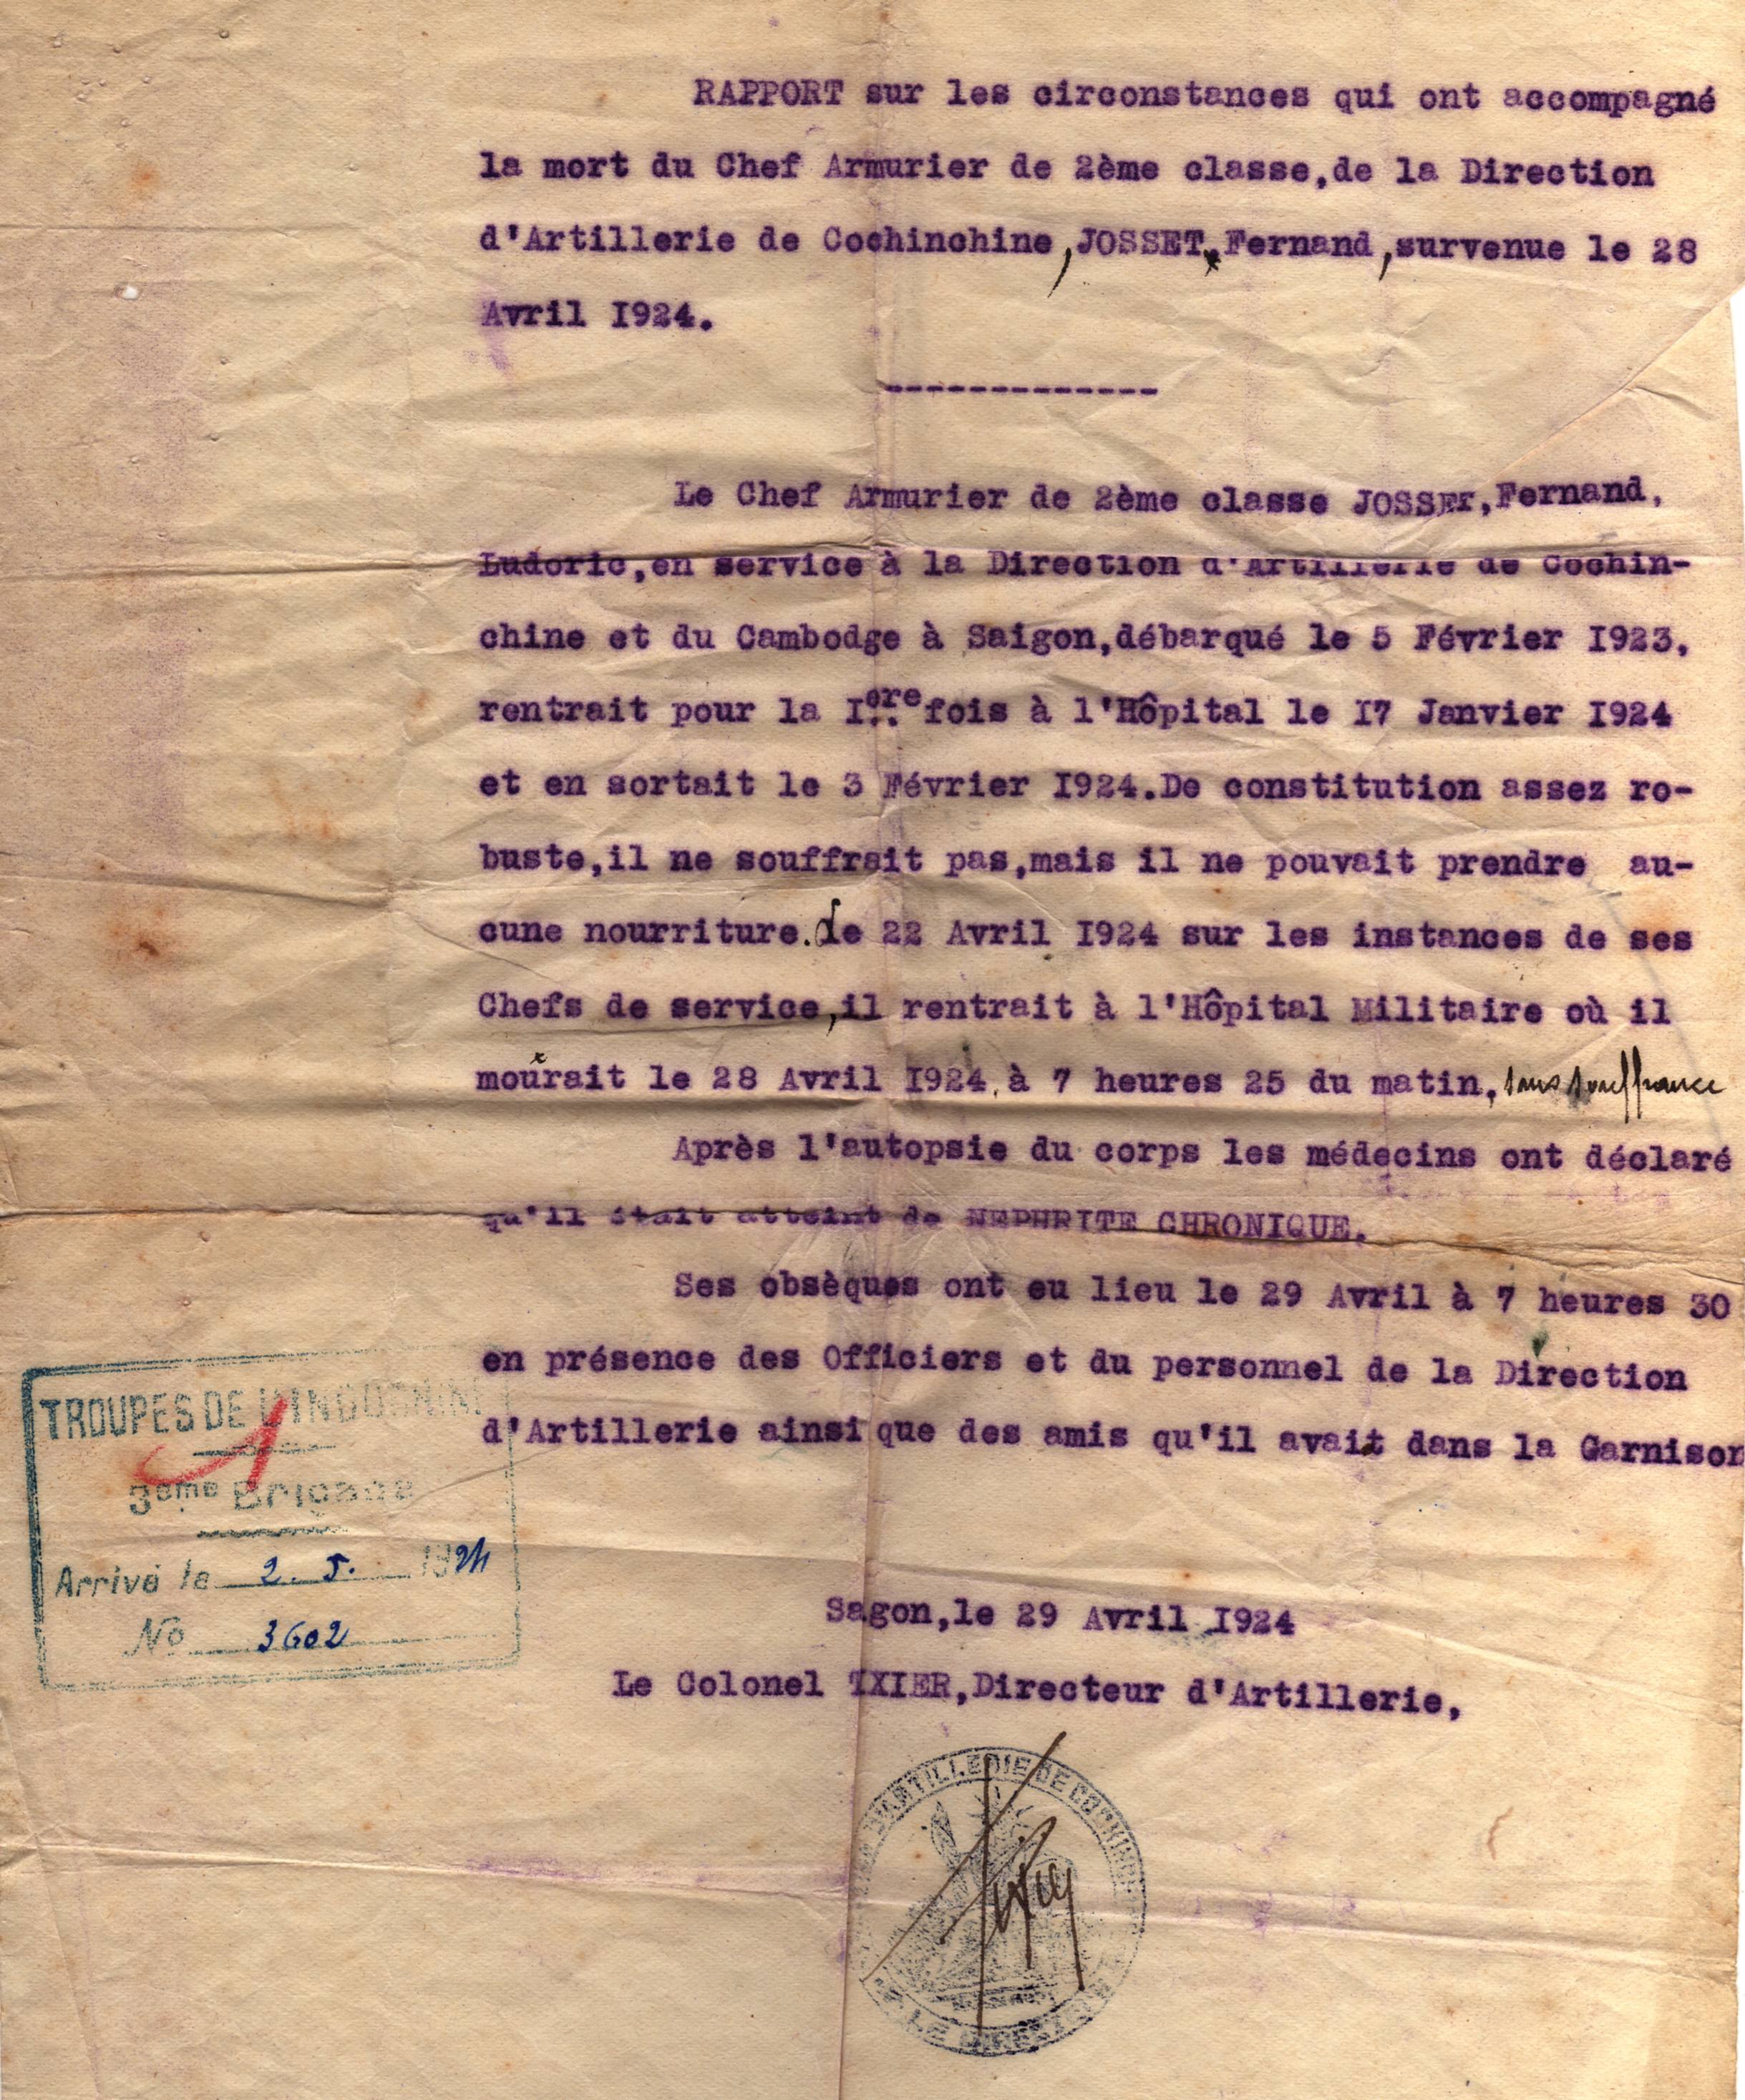 RAPPORT sur les circonstances qui ont accompagné
la mort du Chef Armurier de 2ème classe,de la Direction
d'Artillerie de Cochinchine,JOSSET,Fernand,survenue le 28
Avril I924.
-------------
Le Chef Armurier de 2ème classe JOSSET,Fernand,
Ludoric,en service à la Direction d'Artillerie de Cochin-
chine et du Cambodge à Saigon,débarqué le 5 Février I923,
rentrait pour la Iere fois à l'Hôpital le I7 Janvier I924
et en sortait le 3 Février I924.De constitution assez ro-
buste,il ne souffrait pas,mais il ne pouvait prendre au-
cune nourriture.Le 22 Avril I924 sur les instances de ses
Chefs de service,il rentrait à l'Hôpital Militaire où il
mourait le 28 Avril I924,à 7 heures 25 du matin, sans souffrance
Après l'autopsie du corps les médecins ont déclaré
qu'il était atteint de NEPHRITE CHRONIQUE.
Ses obsèques ont eu lieu le 29 Avril à 7 heures 30
en présence des Officiers et du personnel de la Direction
d'Artillerie ainsi que des amis qu'il avait dans la Garnison
TROUPES DE L'INDOCHINE
3eme Brigade
Arrivé le 2.5. 1924
No 3602
Sagon,le 29 Avril I924
Le Colonel TXIER,Directeur d'Artillerie,
D'ARTILLERIE DE COCHINCHINE
LE DIRECTEUR